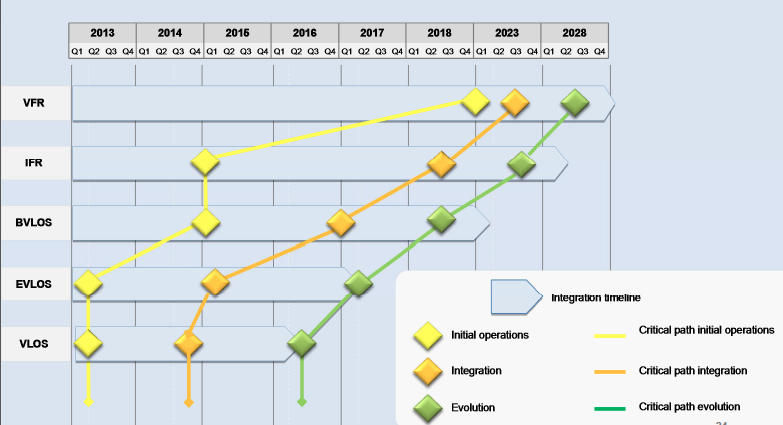 2013 2014 2015 2016 2017 2018 2023 2028
Q1 Q2 Q3 Q4 Q1 Q2 Q3 Q4 Q1 Q2 Q3 Q4 Q1 Q2 Q3 Q4 Q1 Q2 Q3 Q4 Q1 Q2 Q3 Q4 Q1 Q2 Q3 Q4 Q1 Q2 Q3 Q4
VFR
IFR
BVLOS
EVLOS
VLOS
Integration timeline
Initial operations
Critical path initial operations
Integration
Critical path integration
Evolution
Critical path evolution